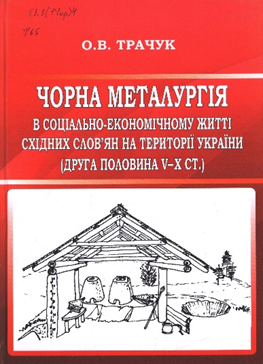 О.В. ТРАЧУК
ЧОРНА МЕТАЛУРГІЯ
В СОЦІАЛЬНО-ЕКОНОМІЧНОМУ ЖИТТІ
СХІДНИХ СЛОВ'ЯН НА ТЕРИТОРІЇ УКРАЇНИ
(ДРУГА ПОЛОВИНА V–X СТ.)